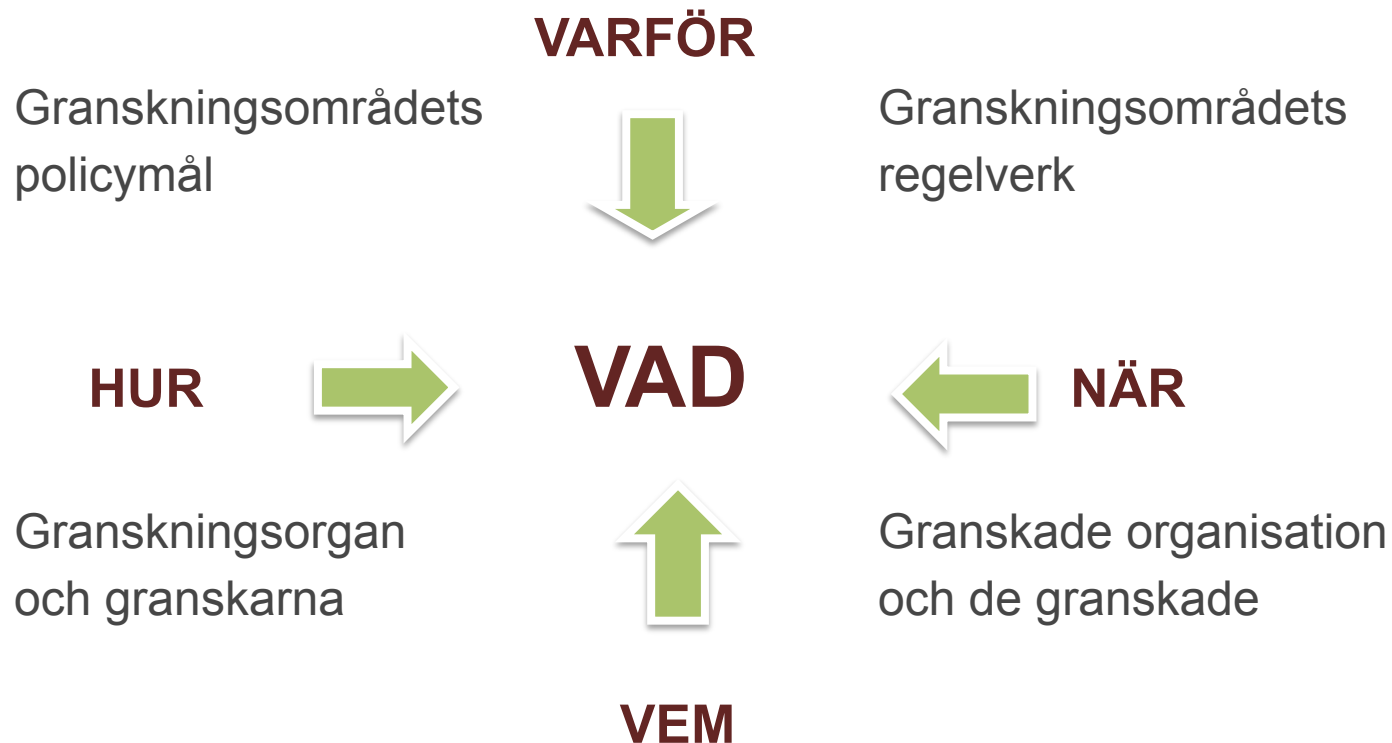 VARFÖR
Granskningsområdets
policymål
Granskningsområdets
regelverk
HUR
VAD
NÄR
Granskningsorgan
och granskarna
Granskade organisation
och de granskade
VEM